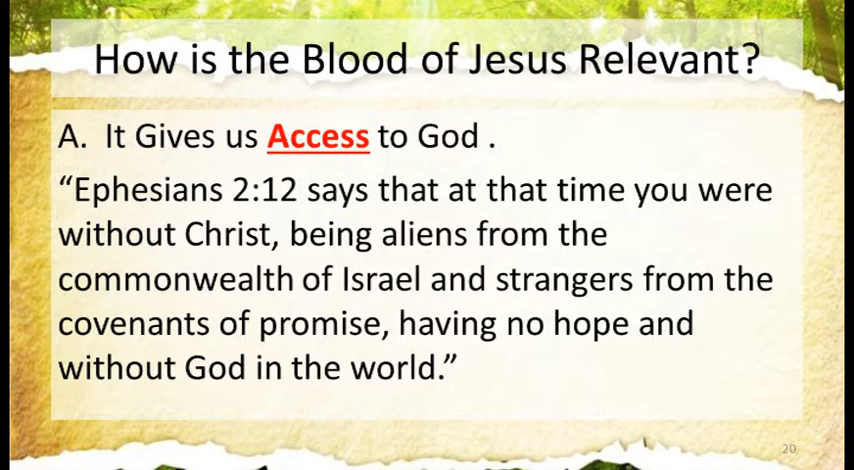 How is the Blood of Jesus Relevant?
A. It Gives us Access to God .
“Ephesians 2:12 says that at that time you were
without Christ, being aliens from the
commonwealth of Israel and strangers from the
covenants of promise, having no hope and
without God in the world.”
20